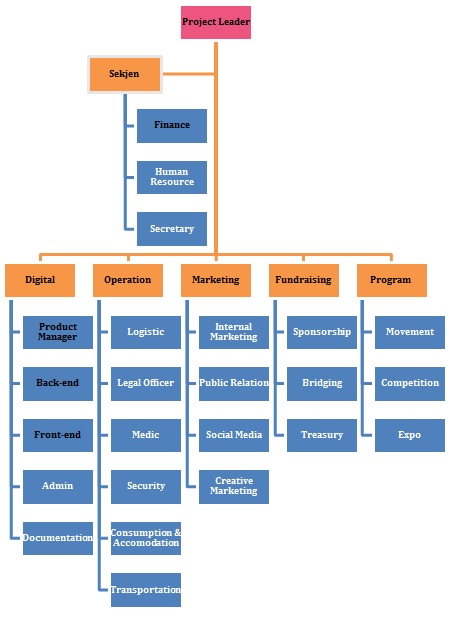 Project Leader
Sekjen
Finance
Human
Resource
Secretary
Digital
Operation
Marketing
Fundraising
Program
Product
Manager
Logistic
Internal
Marketing
Sponsorship
Movement
Back-end
Legal Officer
Public Relation
Bridging
Competition
Front-end
Medic
Social Media
Treasury
Expo
Admin
Security
Creative
Marketing
Documentation
Consumption &
Accomodation
Transportation